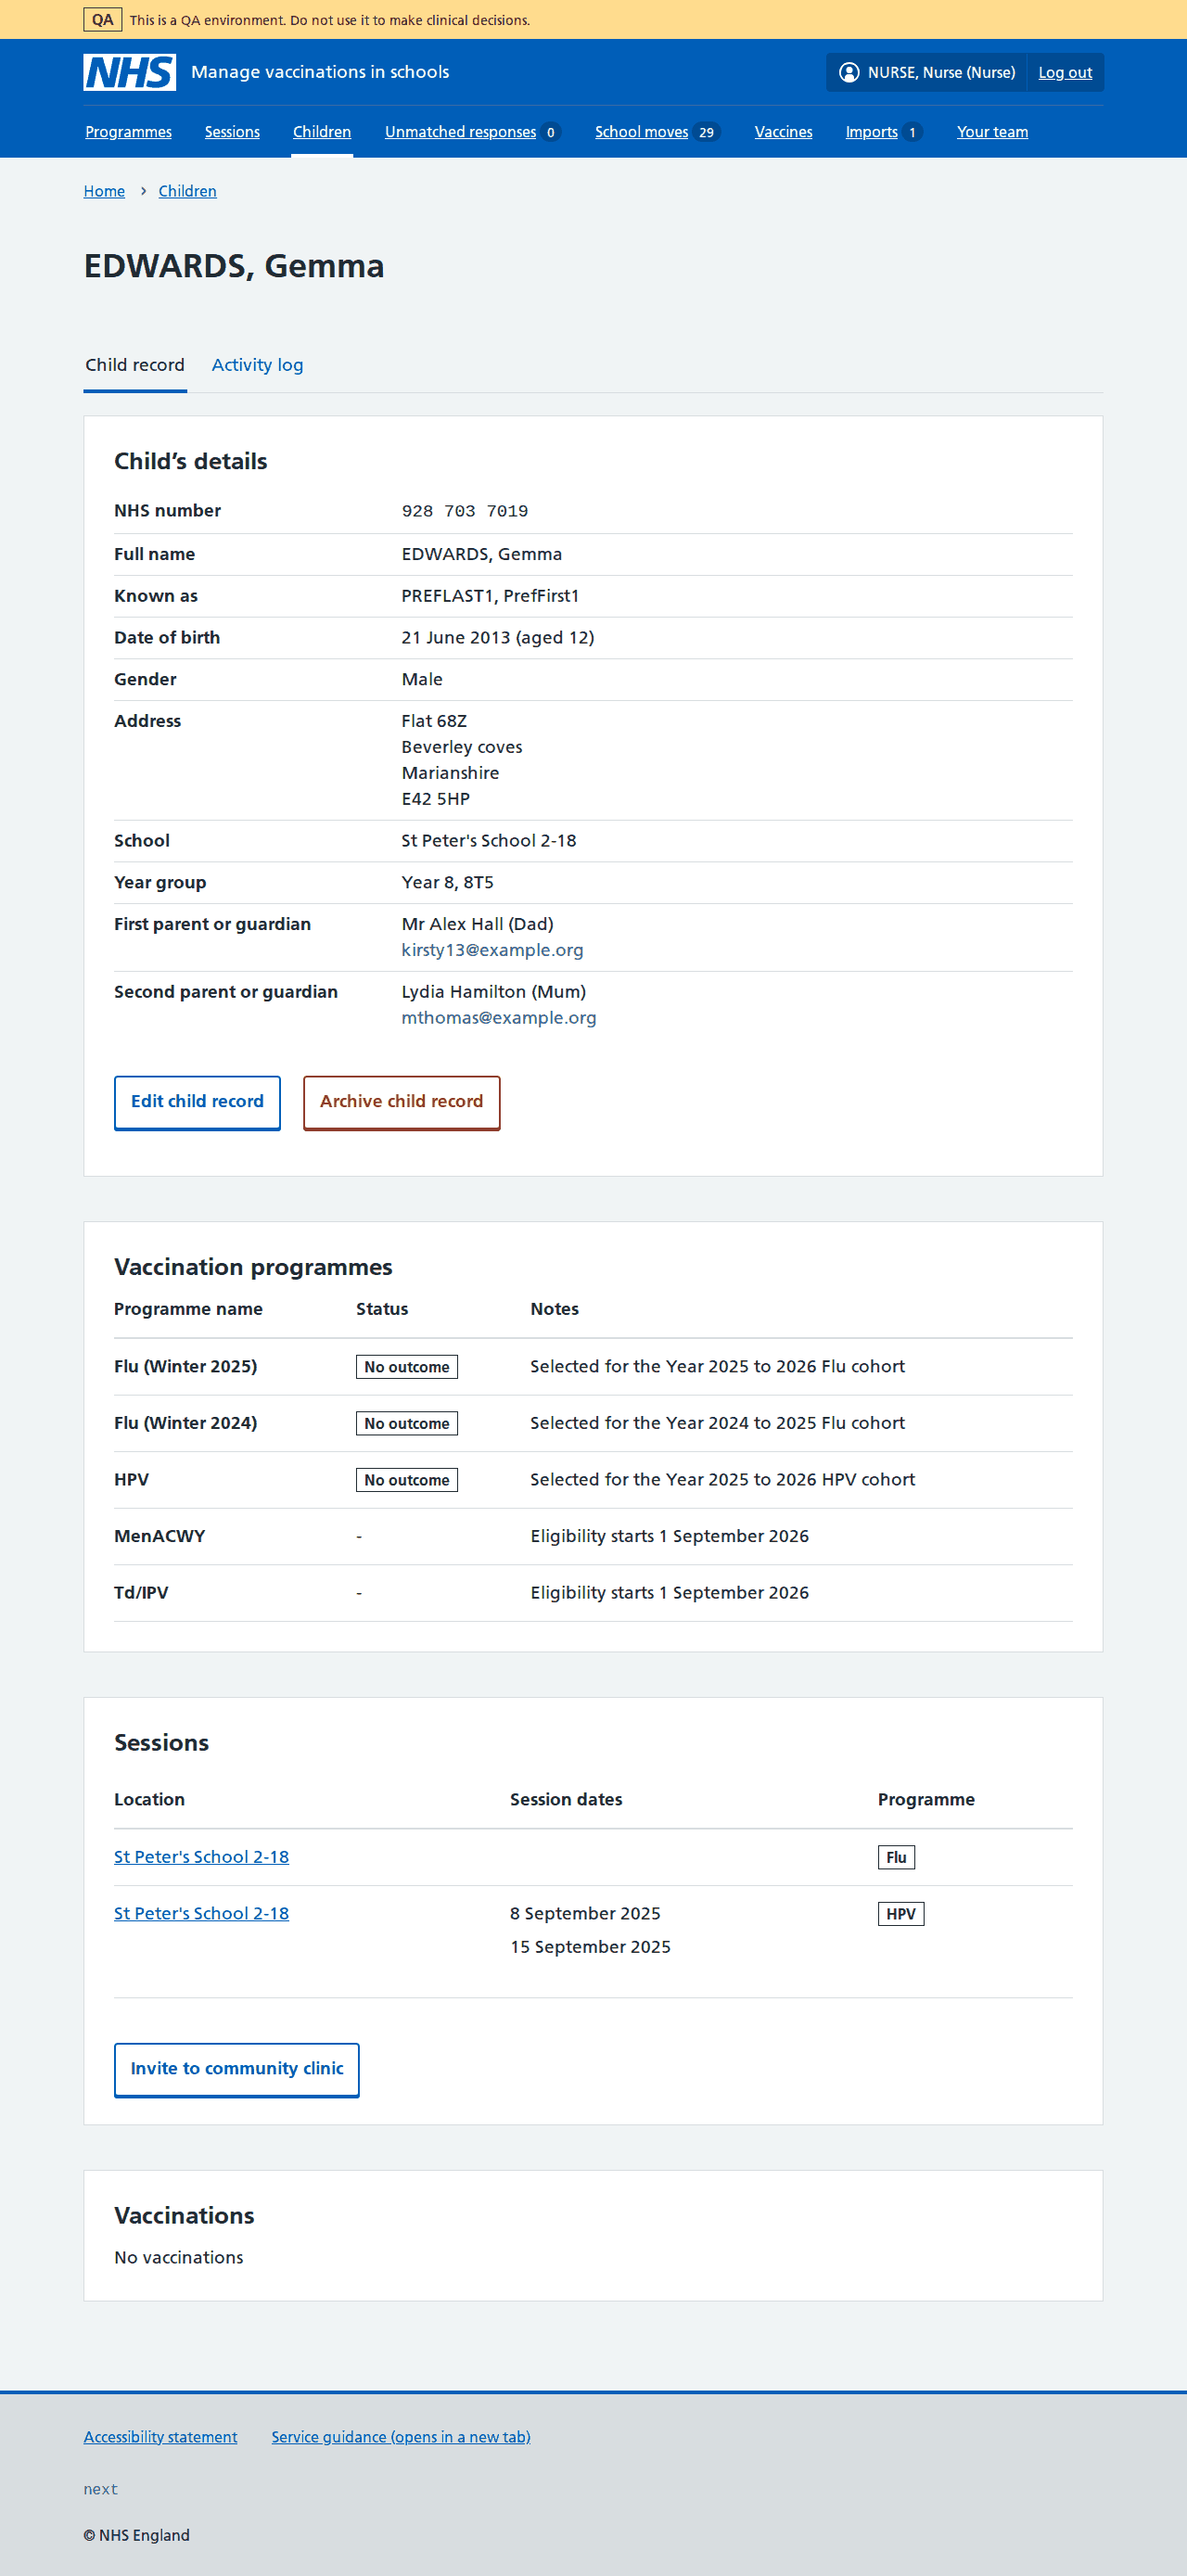 QA This is a QA environment. Do not use it to make clinical decisions.
NHS Manage vaccinations in schools NURSE, Nurse (Nurse) Log out
Programmes Sessions Children Unmatched responses 0 School moves 29 Vaccines Imports 1 Your team
Home › Children
EDWARDS, Gemma
Child record Activity log
Child’s details
NHS number 928 703 7019
Full name EDWARDS, Gemma
Known as PREFLAST1, PrefFirst1
Date of birth 21 June 2013 (aged 12)
Gender Male
Address Flat 68Z
Beverley coves
Marianshire
E42 5HP
School St Peter's School 2-18
Year group Year 8, 8T5
First parent or guardian Mr Alex Hall (Dad)
kirsty13@example.org
Second parent or guardian Lydia Hamilton (Mum)
mthomas@example.org
Edit child record Archive child record
Vaccination programmes
Programme name Status Notes
Flu (Winter 2025) No outcome Selected for the Year 2025 to 2026 Flu cohort
Flu (Winter 2024) No outcome Selected for the Year 2024 to 2025 Flu cohort
HPV No outcome Selected for the Year 2025 to 2026 HPV cohort
MenACWY - Eligibility starts 1 September 2026
Td/IPV - Eligibility starts 1 September 2026
Sessions
Location Session dates Programme
St Peter's School 2-18 Flu
St Peter's School 2-18 8 September 2025 HPV
15 September 2025
Invite to community clinic
Vaccinations
No vaccinations
Accessibility statement Service guidance (opens in a new tab)
next
© NHS England